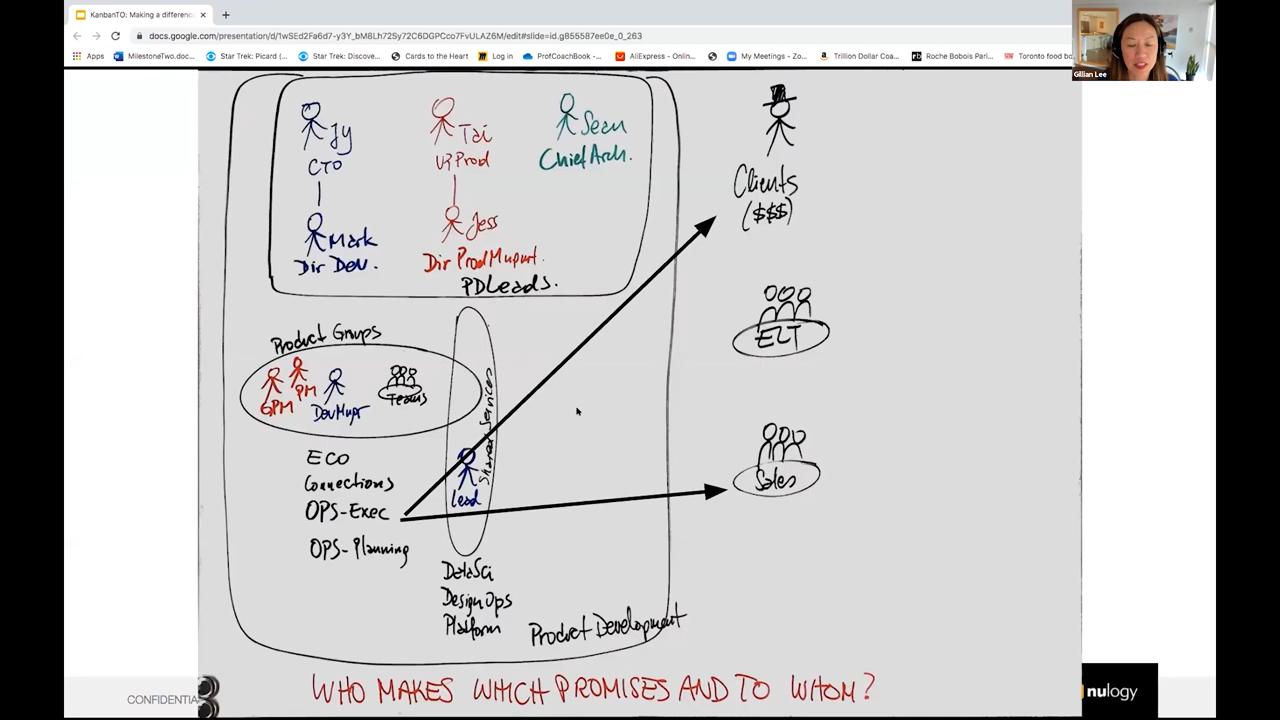 KanbanTO: Making a differenc
docs.google.com/presentation/d/1wSEd2Fa6d7-y3Y_bM8Lh72Sy72C6DGPCco7FvULAZ6M/edit#slide=id.g855587ee0e_0_263
Apps MilestoneTwo.doc... Star Trek: Picard (... Star Trek: Discove... Cards to the Heart Log in ProfCoachBook -... AliExpress - Onlin... My Meetings - Zo... Trillion Dollar Coa... Roche Bobois Pari... Toronto food bo
Gillian Lee
Jy
CTO
Tai
VP Prod
Sean
Chief Arch.
Mark
Dir Dev.
Jess
Dir Prod Mgmt.
PDLeads.
Clients
($$$)
ELT
Sales
Product Groups
GPM
PM
DevMngr
Teams
Shared Services
Lead
ECO
Connections
OPS-Exec
OPS-Planning
DataSci
DesignOps
Platform
Product Development
WHO MAKES WHICH PROMISES AND TO WHOM?
CONFIDENTIA
nulogy